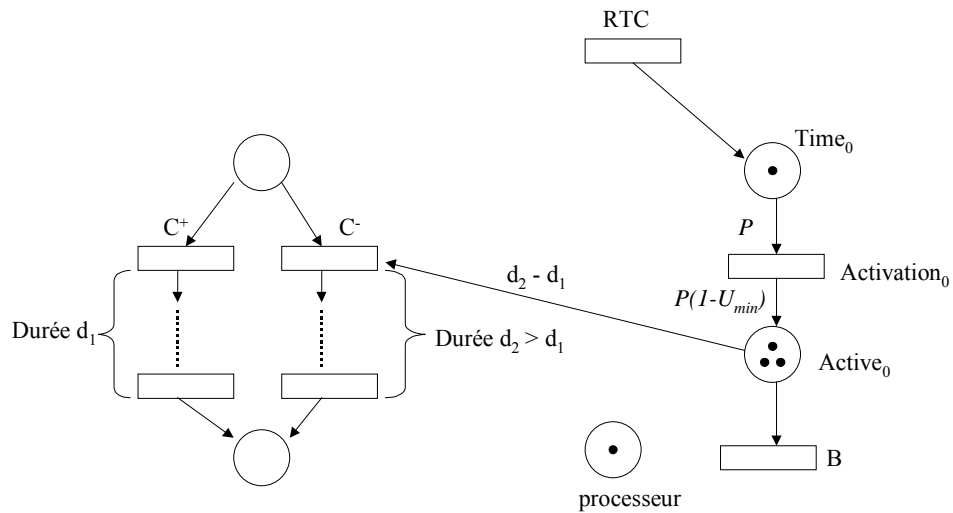 RTC
Time₀
P
C⁺
C⁻
Activation₀
d₂ - d₁
P(1-Uₘᵢₙ)
Durée d₁
Durée d₂ > d₁
Active₀
B
processeur